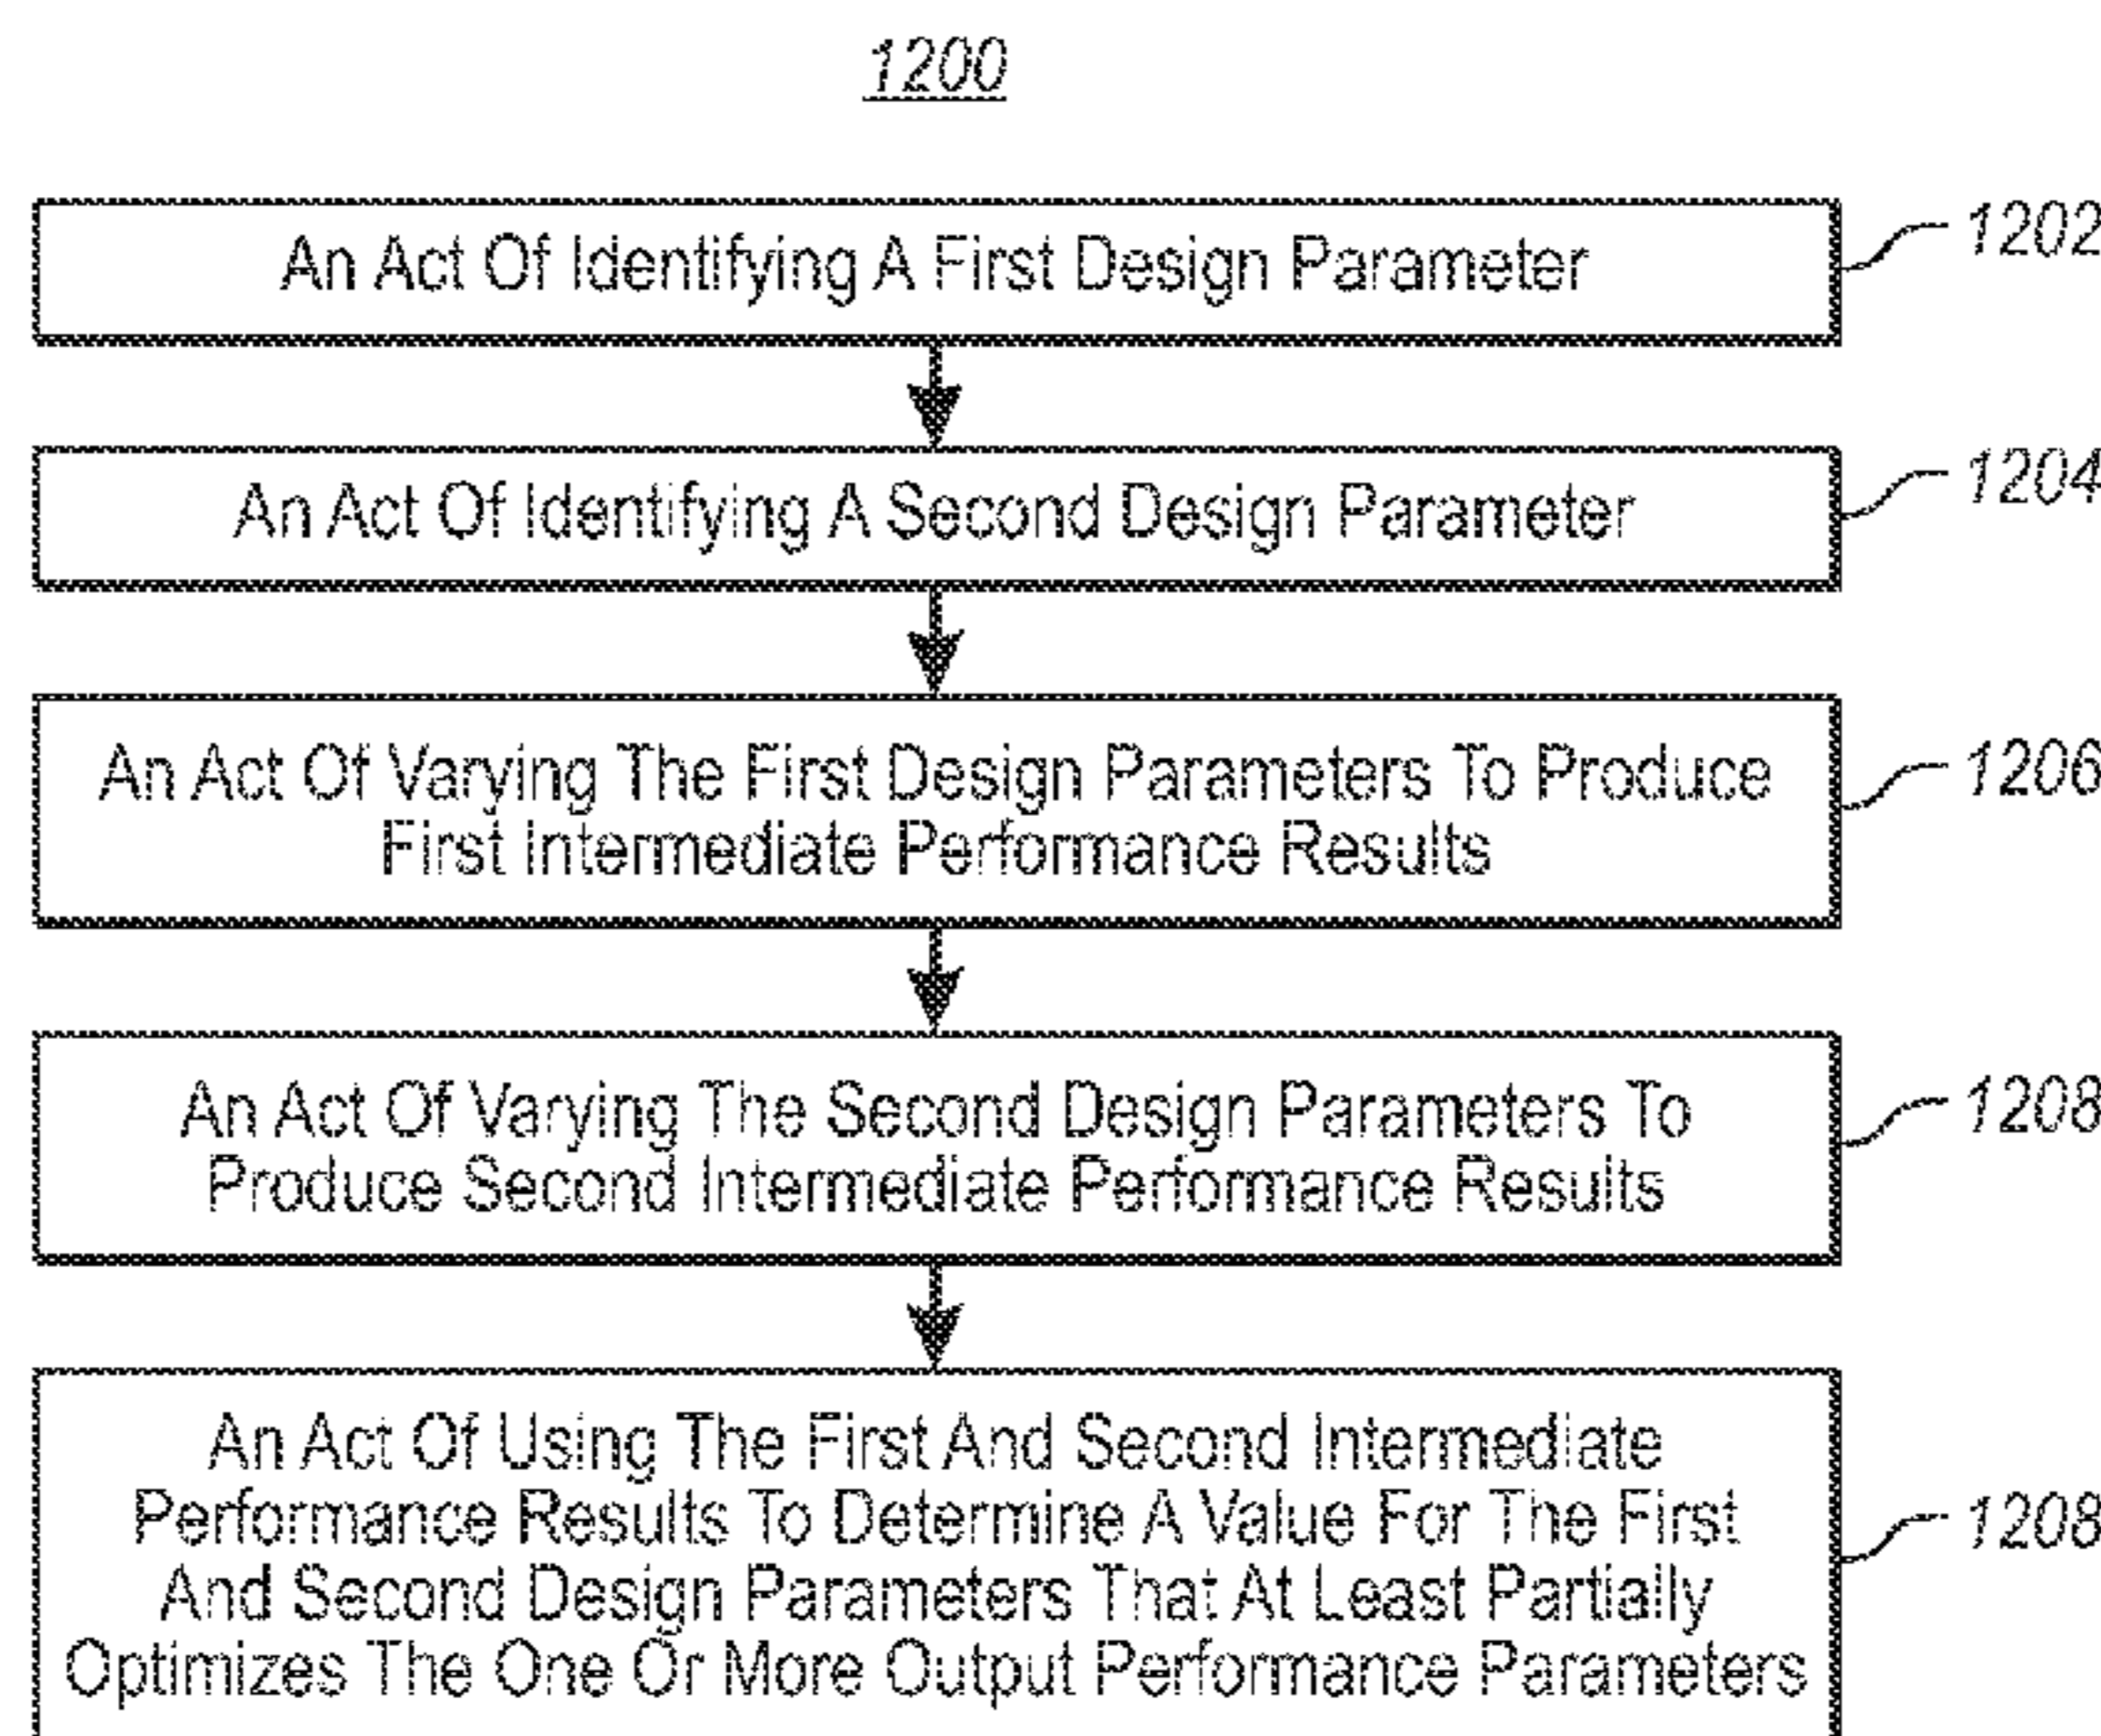 1200
An Act Of Identifying A First Design Parameter
1202
An Act Of Identifying A Second Design Parameter
1204
An Act Of Varying The First Design Parameters To Produce
First Intermediate Performance Results
1206
An Act Of Varying The Second Design Parameters To
Produce Second Intermediate Performance Results
1208
An Act Of Using The First And Second Intermediate
Performance Results To Determine A Value For The First
And Second Design Parameters That At Least Partially
Optimizes The One Or More Output Performance Parameters
1208